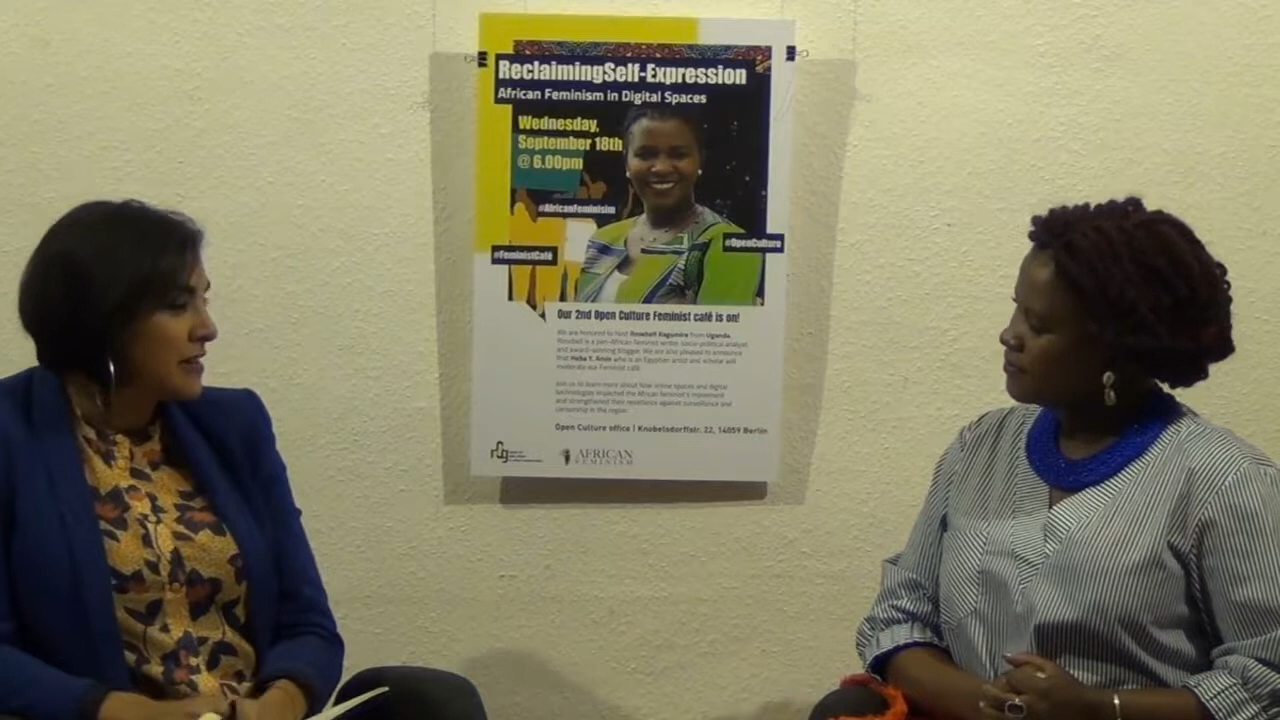 ReclaimingSelf-Expression
African Feminism in Digital Spaces
Wednesday,
September 18th
@ 6.00pm
#AfricanFeminisim
#OpenCulture
#FeministCafé
Our 2nd Open Culture Feminist café is on!
We are honored to host Rosebell Kagumire from Uganda.
Rosebell is a pan-African feminist writer, socio-political analyst
and award-winning blogger. We are also pleased to announce
that Heba Y. Amin who is an Egyptian artist and scholar will
moderate our Feminist café.
Join us to learn more about how online spaces and digital
technologies impacted the African feminist's movement
and strengthened their resistance against surveillance and
censorship in the region.
Open Culture office | Knobelsdorffstr. 22, 14059 Berlin
AFRICAN
FEMINISM